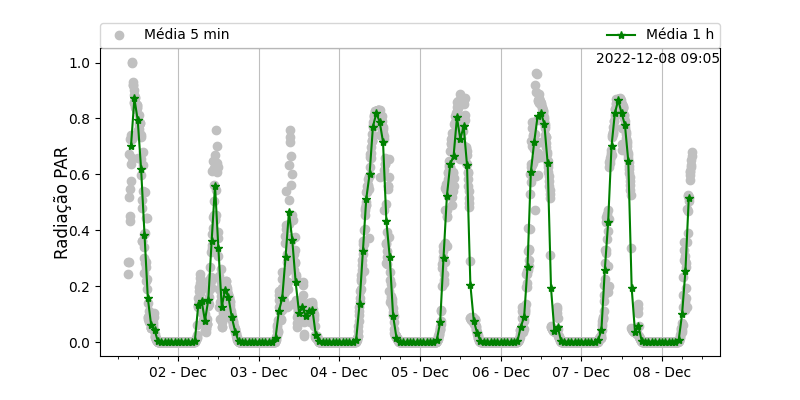 Média 5 min
Média 1 h
2022-12-08 09:05
Radiação PAR
1.0
0.8
0.6
0.4
0.2
0.0
02 - Dec 03 - Dec 04 - Dec 05 - Dec 06 - Dec 07 - Dec 08 - Dec